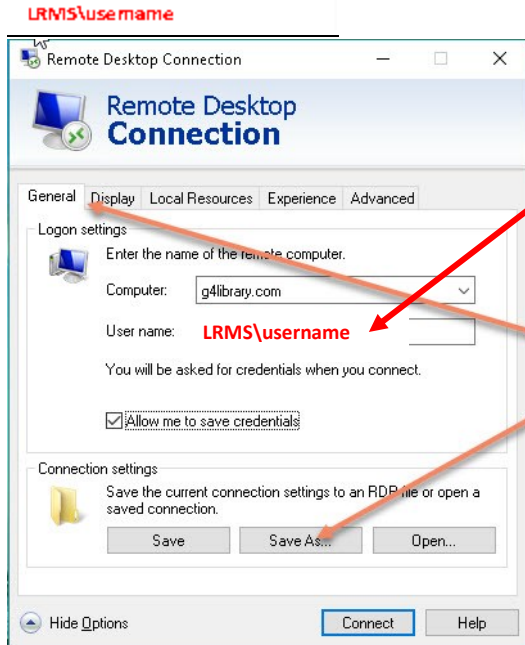 LRMS\username
Remote Desktop Connection
Remote Desktop
Connection
General Display Local Resources Experience Advanced
Logon settings
Enter the name of the remote computer.
Computer: g4library.com
User name: LRMS\username
You will be asked for credentials when you connect.
Allow me to save credentials
Connection settings
Save the current connection settings to an RDP file or open a
saved connection.
Save Save As... Open...
Hide Options Connect Help